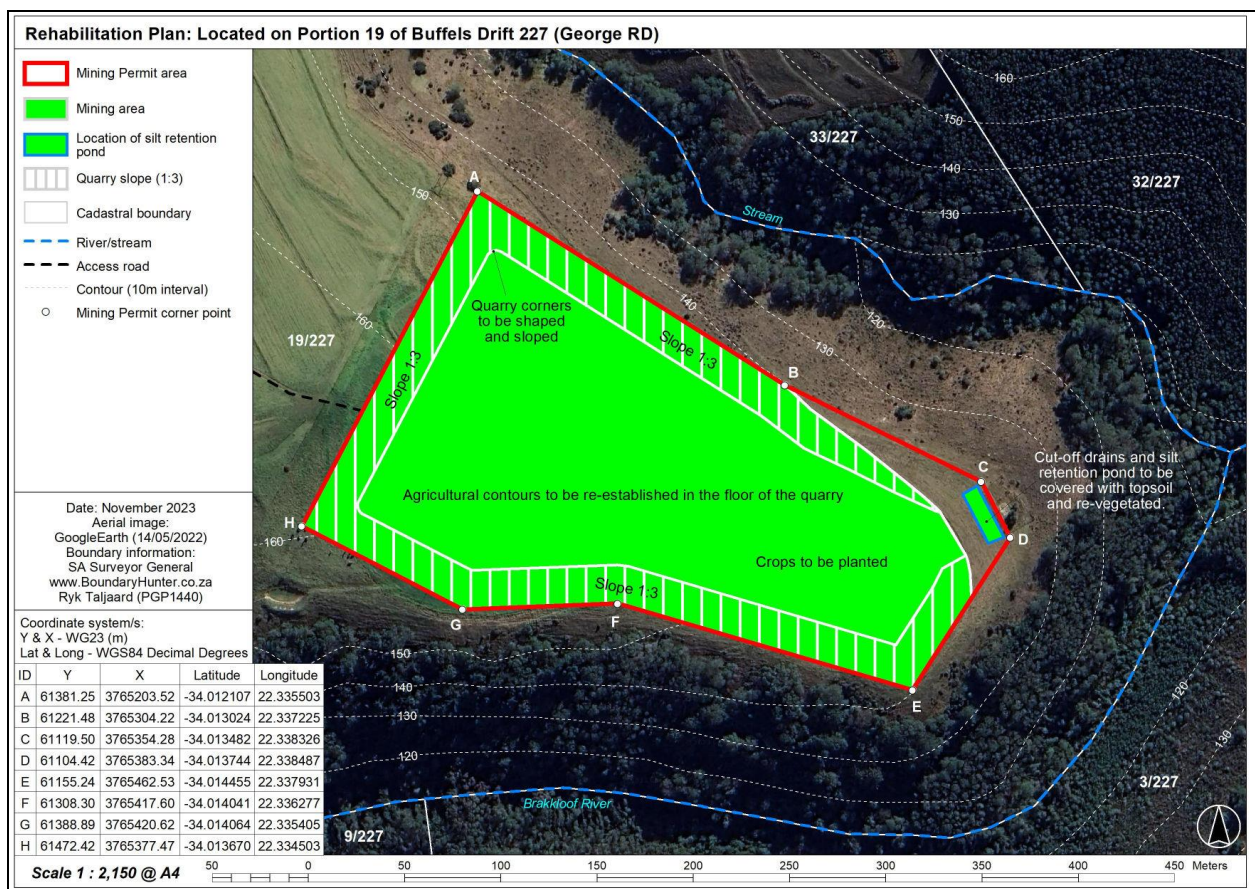 Rehabilitation Plan: Located on Portion 19 of Buffels Drift 227 (George RD)
Mining Permit area
Mining area
Location of silt retention
pond
Quarry slope (1:3)
Cadastral boundary
River/stream
Access road
Contour (10m interval)
Mining Permit corner point
Date: November 2023
Aerial image:
GoogleEarth (14/05/2022)
Boundary information:
SA Surveyor General
www.BoundaryHunter.co.za
Ryk Taljaard (PGP1440)
Coordinate system/s:
Y & X - WG23 (m)
Lat & Long - WGS84 Decimal Degrees
ID Y X Latitude Longitude
A 61381.25 3765203.52 -34.012107 22.335503
B 61221.48 3765304.22 -34.013024 22.337225
C 61119.50 3765354.28 -34.013482 22.338326
D 61104.42 3765383.34 -34.013744 22.338487
E 61155.24 3765462.53 -34.014455 22.337931
F 61308.30 3765417.60 -34.014041 22.336277
G 61388.89 3765420.62 -34.014064 22.335405
H 61472.42 3765377.47 -34.013670 22.334503
Scale 1 : 2,150 @ A4
50 0 50 100 150 200 250 300 350 400 450 Meters
160
150
33/227
140
32/227
130
A
150
Stream
Quarry corners
to be shaped
and sloped
140
120
160
19/227
Slope 1:3
130
Slope 1:3
B
C
Cut-off drains and silt
retention pond to be
covered with topsoil
and re-vegetated.
Agricultural contours to be re-established in the floor of the quarry
H
160
D
Crops to be planted
Slope 1:3
G
F
150
140
E
130
120
120
130
3/227
Brakkloof River
9/227